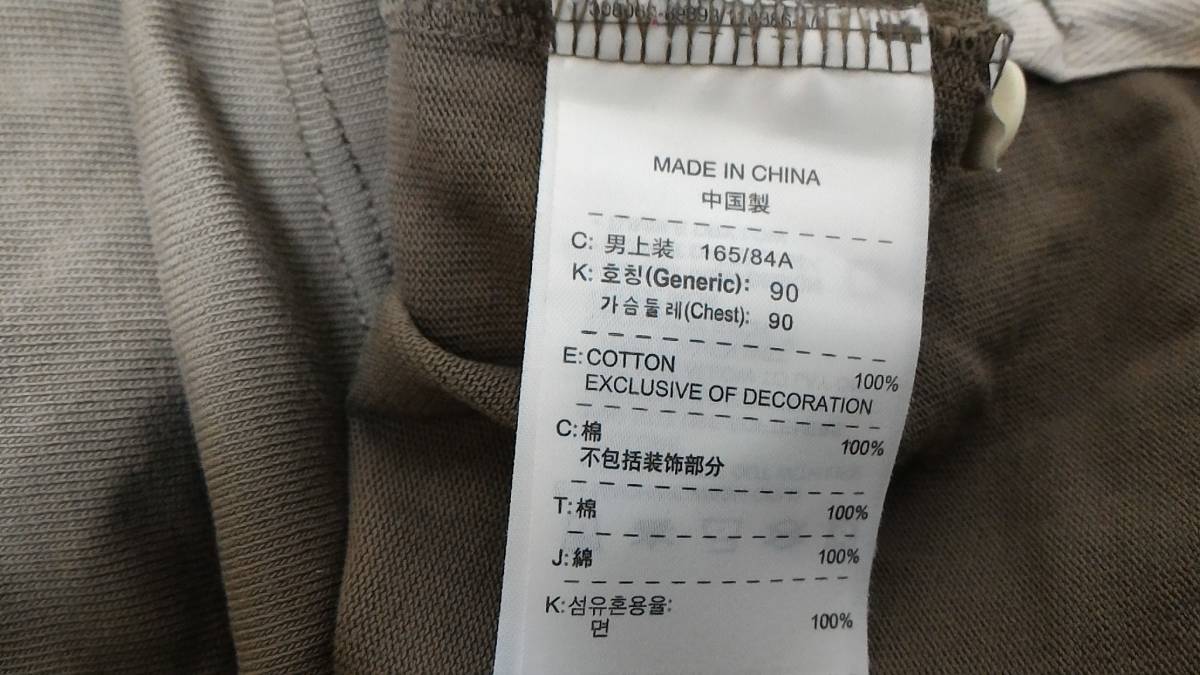 MADE IN CHINA
中国製
C: 男上装 165/84A
K: 호칭(Generic): 90
가슴둘레(Chest): 90
E: COTTON 100%
EXCLUSIVE OF DECORATION
C: 棉 100%
不包括装饰部分
T: 棉 100%
J: 綿 100%
K: 섬유혼용율:
면 100%